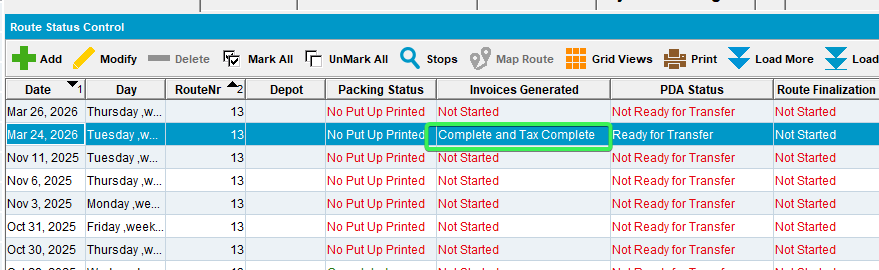 Route Status Control
Add Modify Delete Mark All UnMark All Stops Map Route Grid Views Print Load More Load
Date 1 Day RouteNr 2 Depot Packing Status Invoices Generated PDA Status Route Finalization
Mar 26, 2026 Thursday ,w... 13 No Put Up Printed Not Started Not Ready for Transfer Not Started
Mar 24, 2026 Tuesday ,w... 13 No Put Up Printed Complete and Tax Complete Ready for Transfer Not Started
Nov 11, 2025 Tuesday ,w... 13 No Put Up Printed Not Started Not Ready for Transfer Not Started
Nov 6, 2025 Thursday ,w... 13 No Put Up Printed Not Started Not Ready for Transfer Not Started
Nov 3, 2025 Monday ,we... 13 No Put Up Printed Not Started Not Ready for Transfer Not Started
Oct 31, 2025 Friday ,week... 13 No Put Up Printed Not Started Not Ready for Transfer Not Started
Oct 30, 2025 Thursday ,w... 13 No Put Up Printed Not Started Not Ready for Transfer Not Started